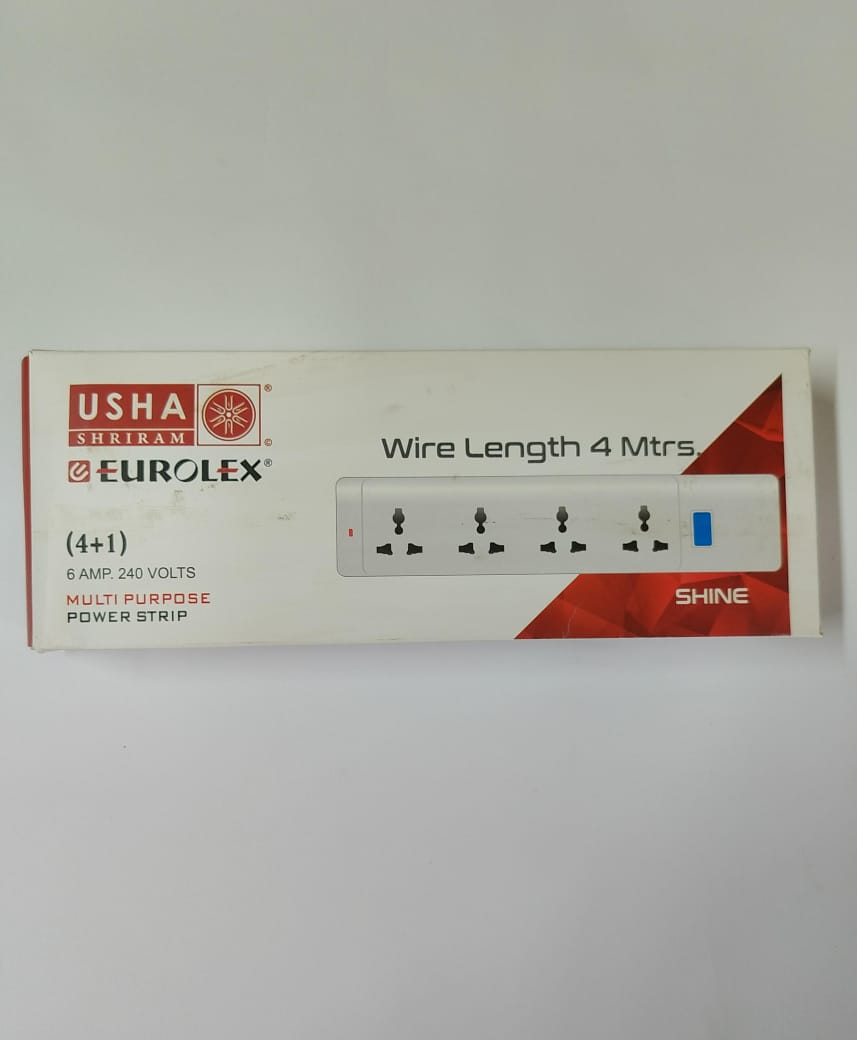 USHA ®
SHRIRAM ©
EUROLEX®
Wire Length 4 Mtrs.
(4+1)
6 AMP. 240 VOLTS
MULTI PURPOSE
POWER STRIP
SHINE